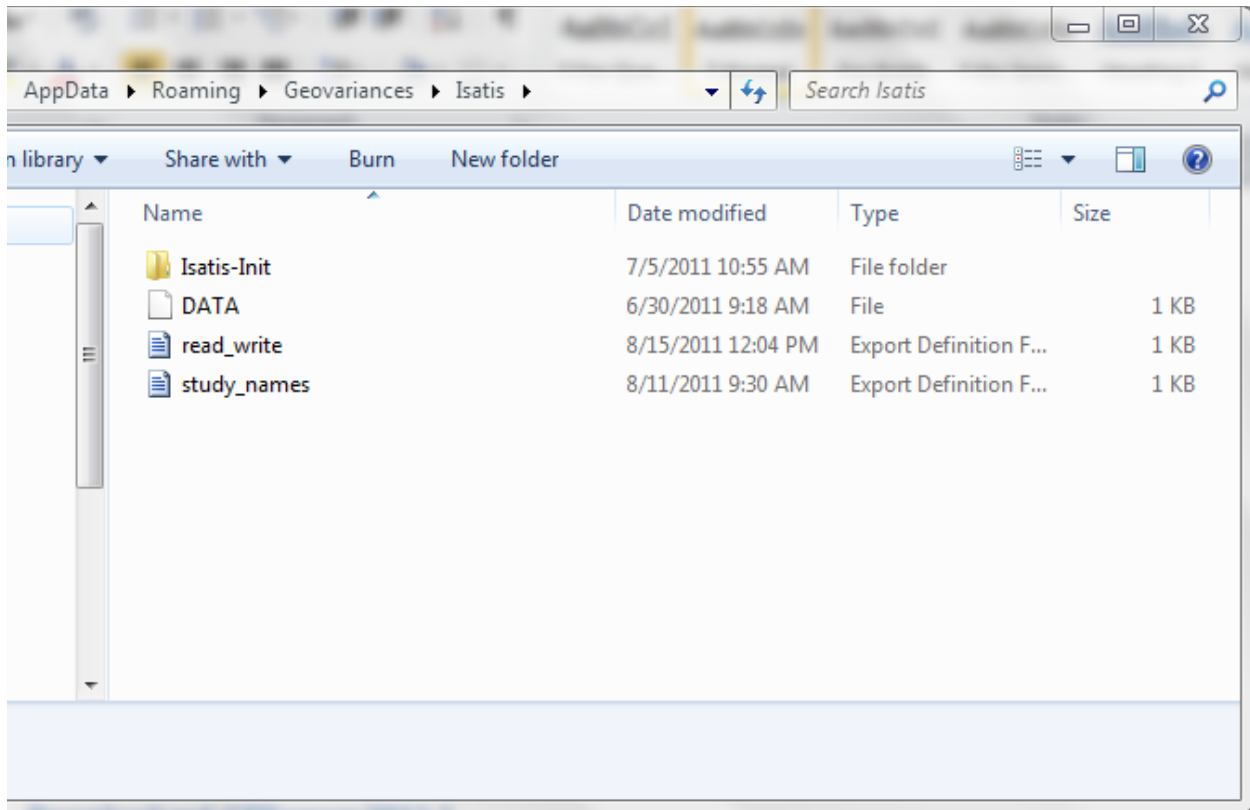 AppData Roaming Geovariances Isatis Search Isatis
n library Share with Burn New folder
Name Date modified Type Size
Isatis-Init 7/5/2011 10:55 AM File folder
DATA 6/30/2011 9:18 AM File 1 KB
read_write 8/15/2011 12:04 PM Export Definition F... 1 KB
study_names 8/11/2011 9:30 AM Export Definition F... 1 KB